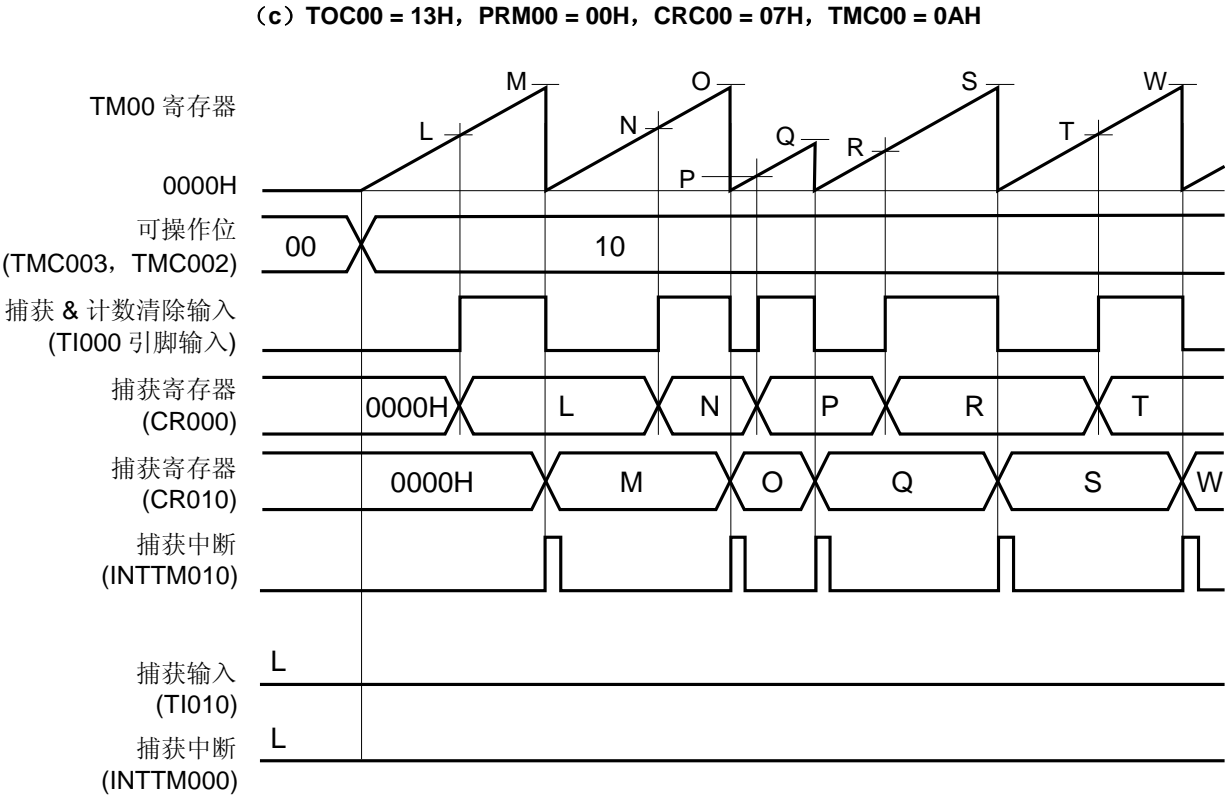 （c）TOC00 = 13H，PRM00 = 00H，CRC00 = 07H，TMC00 = 0AH
TM00 寄存器
L
M
N
O
P
Q
R
S
T
W
0000H
可操作位
(TMC003，TMC002)
00
10
捕获 & 计数清除输入
(TI000 引脚输入)
捕获寄存器
(CR000)
0000H
L
N
P
R
T
捕获寄存器
(CR010)
0000H
M
O
Q
S
W
捕获中断
(INTTM010)
捕获输入
(TI010)
L
捕获中断
(INTTM000)
L